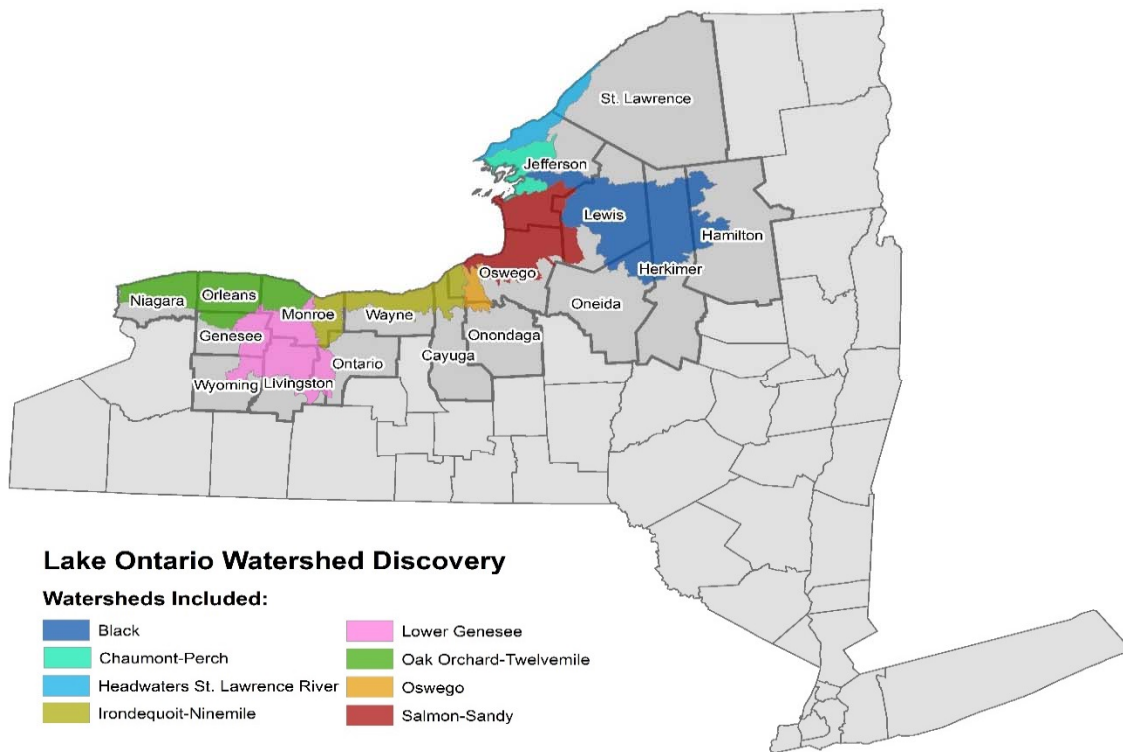 St. Lawrence
Jefferson
Lewis
Hamilton
Herkimer
Oswego
Oneida
Niagara
Orleans
Monroe
Wayne
Genesee
Onondaga
Cayuga
Ontario
Wyoming
Livingston
Lake Ontario Watershed Discovery
Watersheds Included:
Black
Chaumont-Perch
Headwaters St. Lawrence River
Irondequoit-Ninemile
Lower Genesee
Oak Orchard-Twelvemile
Oswego
Salmon-Sandy